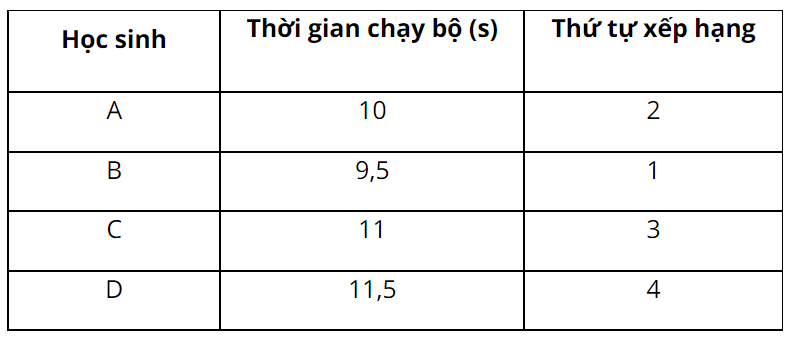 Học sinh Thời gian chạy bộ (s) Thứ tự xếp hạng
A 10 2
B 9,5 1
C 11 3
D 11,5 4